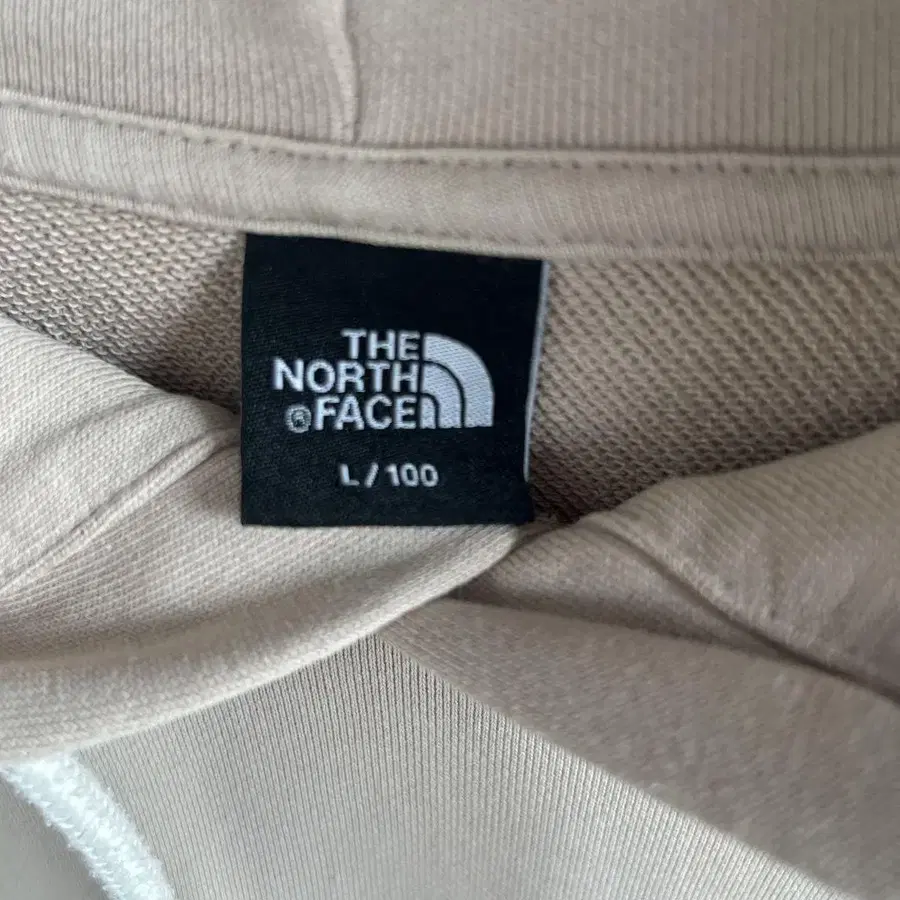 THE
NORTH
®FACE
L / 100